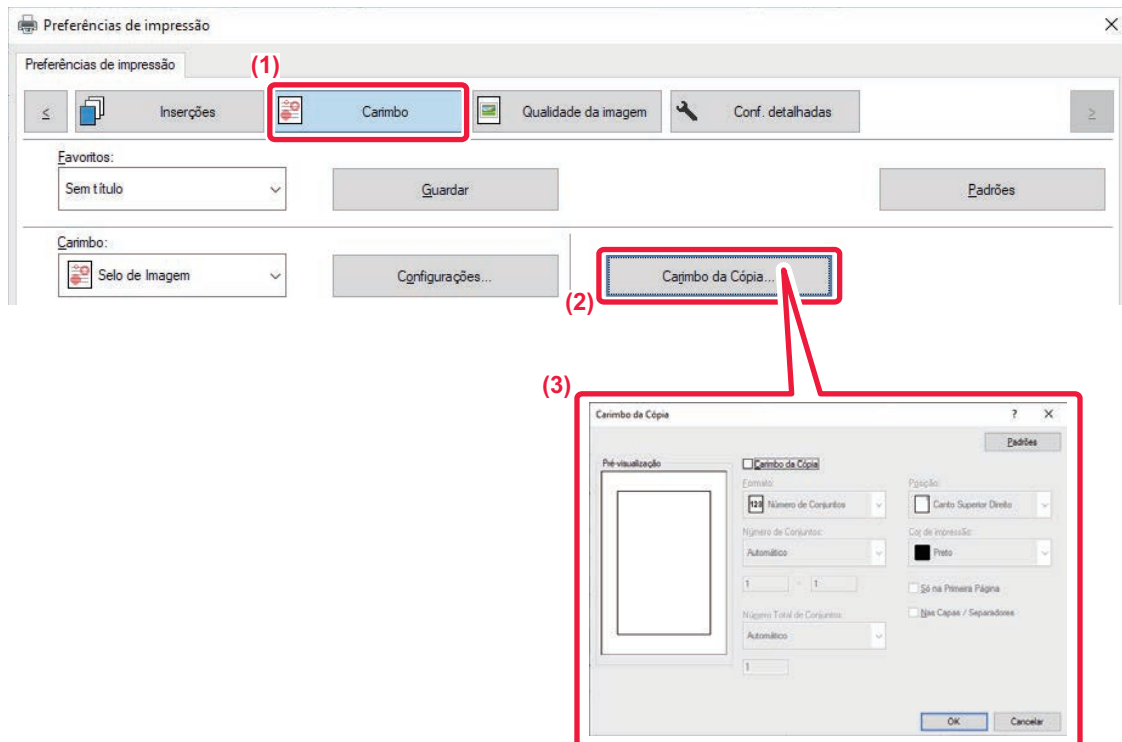 Preferências de impressão
Preferências de impressão
(1)
≤ Inserções Carimbo Qualidade da imagem Conf. detalhadas ≥
Favoritos:
Sem título Guardar Padrões
Carimbo:
Selo de Imagem Configurações... Carimbo da Cópia...
(2)
(3)
Carimbo da Cópia ?
Padrões
Pré-visualização Carimbo da Cópia
Formato: Posição:
123 Número de Conjuntos Canto Superior Direito
Número de Conjuntos: Cor de impressão:
Automático Preto
1 - 1 Só na Primeira Página
Número Total de Conjuntos: Nas Capas / Separadores
Automático
1
OK Cancelar